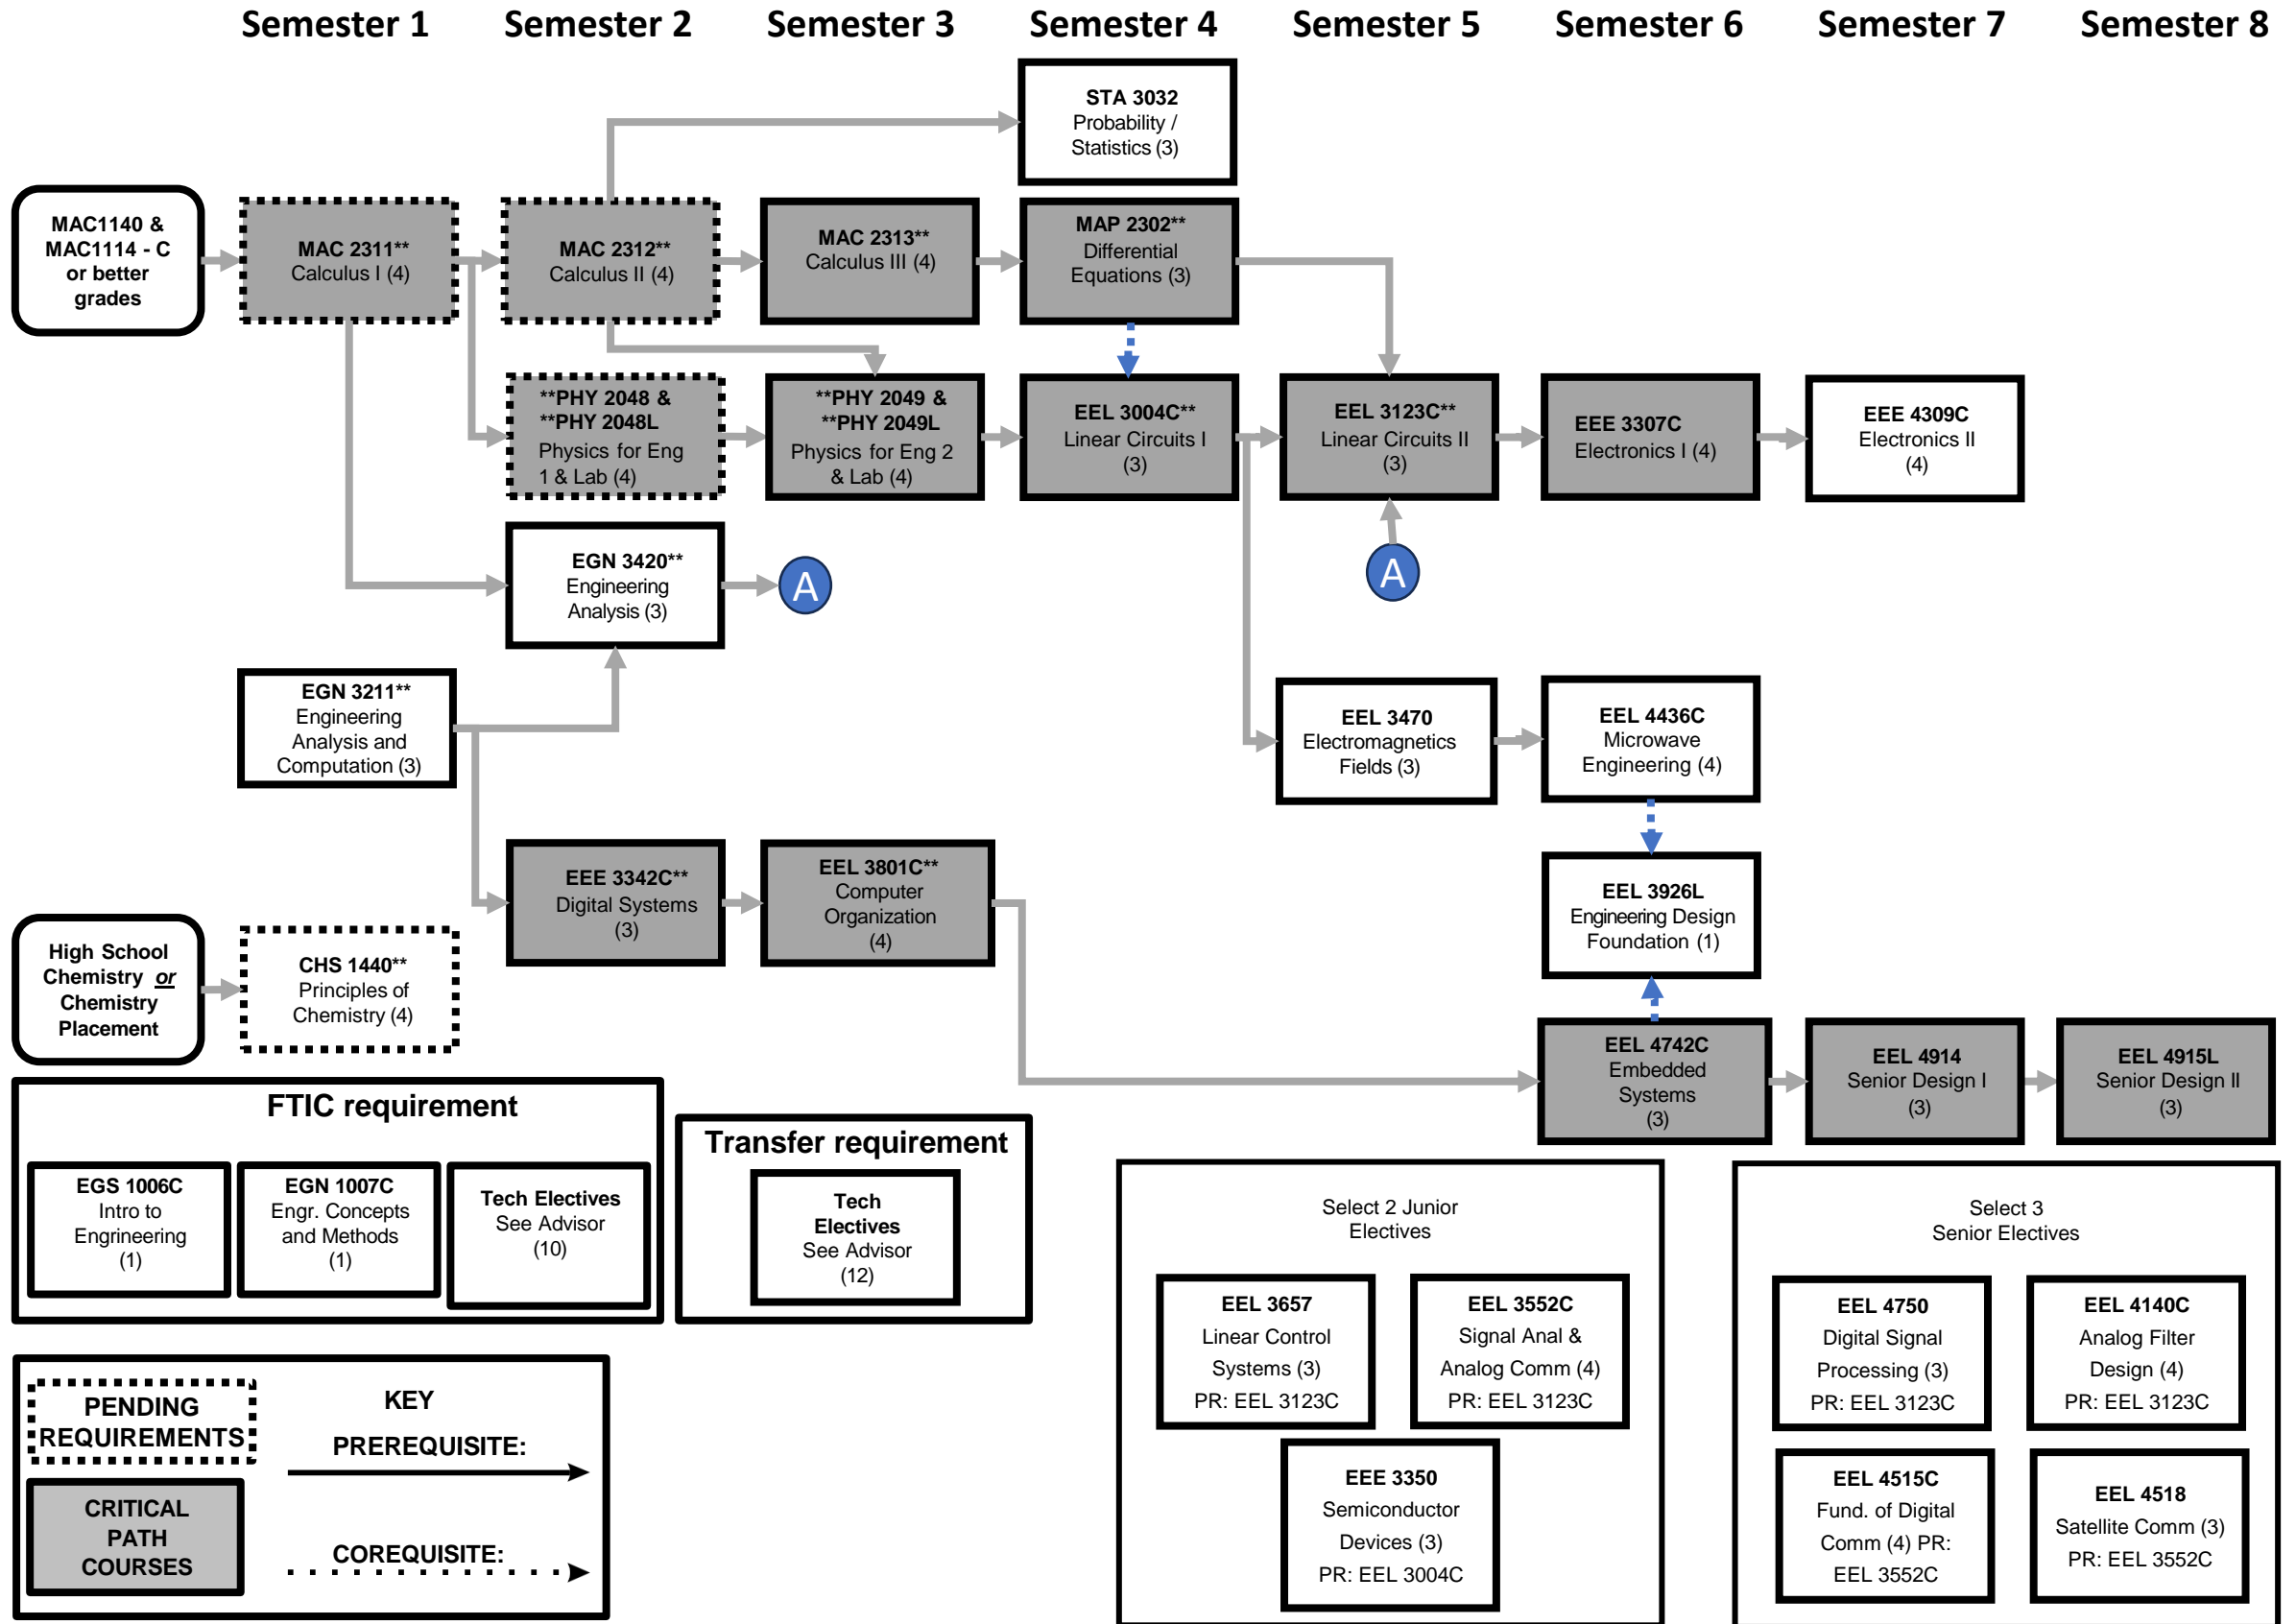 Semester 1
Semester 2
Semester 3
Semester 4
Semester 5
Semester 6
Semester 7
Semester 8
STA 3032
Probability /
Statistics (3)
MAC1140 &
MAC1114 - C
or better
grades
MAC 2311**
Calculus I (4)
MAC 2312**
Calculus II (4)
MAC 2313**
Calculus III (4)
MAP 2302**
Differential
Equations (3)
**PHY 2048 &
**PHY 2048L
Physics for Eng
1 & Lab (4)
**PHY 2049 &
**PHY 2049L
Physics for Eng 2
& Lab (4)
EEL 3004C**
Linear Circuits I
(3)
EEL 3123C**
Linear Circuits II
(3)
EEE 3307C
Electronics I (4)
EEE 4309C
Electronics II
(4)
EGN 3420**
Engineering
Analysis (3)
A
A
EGN 3211**
Engineering
Analysis and
Computation (3)
EEL 3470
Electromagnetics
Fields (3)
EEL 4436C
Microwave
Engineering (4)
EEE 3342C**
Digital Systems
(3)
EEL 3801C**
Computer
Organization
(4)
EEL 3926L
Engineering Design
Foundation (1)
High School
Chemistry or
Chemistry
Placement
CHS 1440**
Principles of
Chemistry (4)
EEL 4742C
Embedded
Systems
(3)
EEL 4914
Senior Design I
(3)
EEL 4915L
Senior Design II
(3)
FTIC requirement
EGS 1006C
Intro to
Engrineering
(1)
EGN 1007C
Engr. Concepts
and Methods
(1)
Tech Electives
See Advisor
(10)
Transfer requirement
Tech
Electives
See Advisor
(12)
Select 2 Junior
Electives
EEL 3657
Linear Control
Systems (3)
PR: EEL 3123C
EEL 3552C
Signal Anal &
Analog Comm (4)
PR: EEL 3123C
EEE 3350
Semiconductor
Devices (3)
PR: EEL 3004C
Select 3
Senior Electives
EEL 4750
Digital Signal
Processing (3)
PR: EEL 3123C
EEL 4140C
Analog Filter
Design (4)
PR: EEL 3123C
EEL 4515C
Fund. of Digital
Comm (4) PR:
EEL 3552C
EEL 4518
Satellite Comm (3)
PR: EEL 3552C
PENDING
REQUIREMENTS
KEY
PREREQUISITE:
CRITICAL
PATH
COURSES
COREQUISITE: